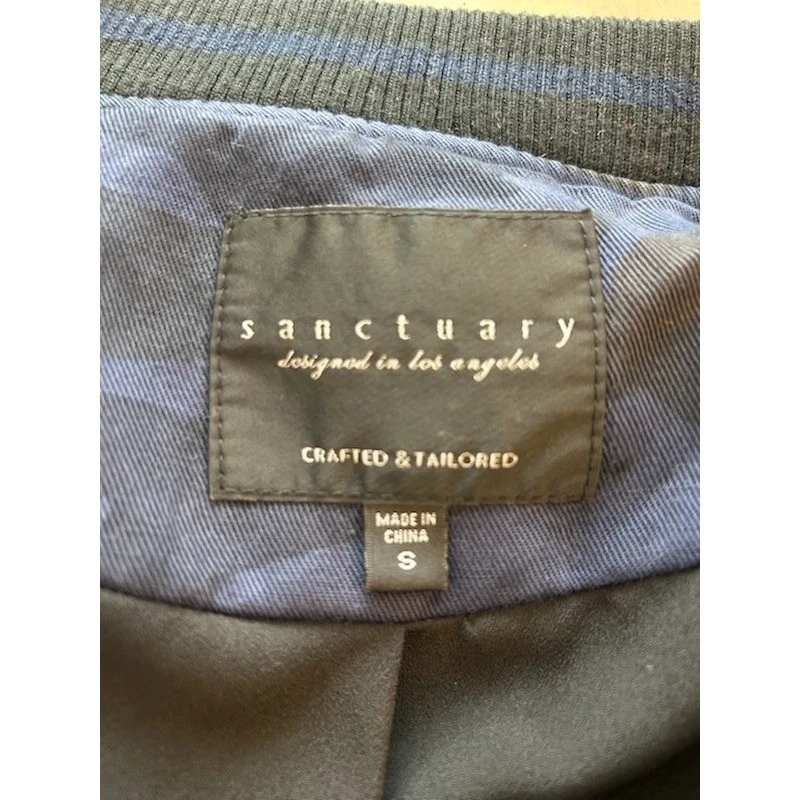 sanctuary
designed in los angeles
CRAFTED & TAILORED
MADE IN
CHINA
S